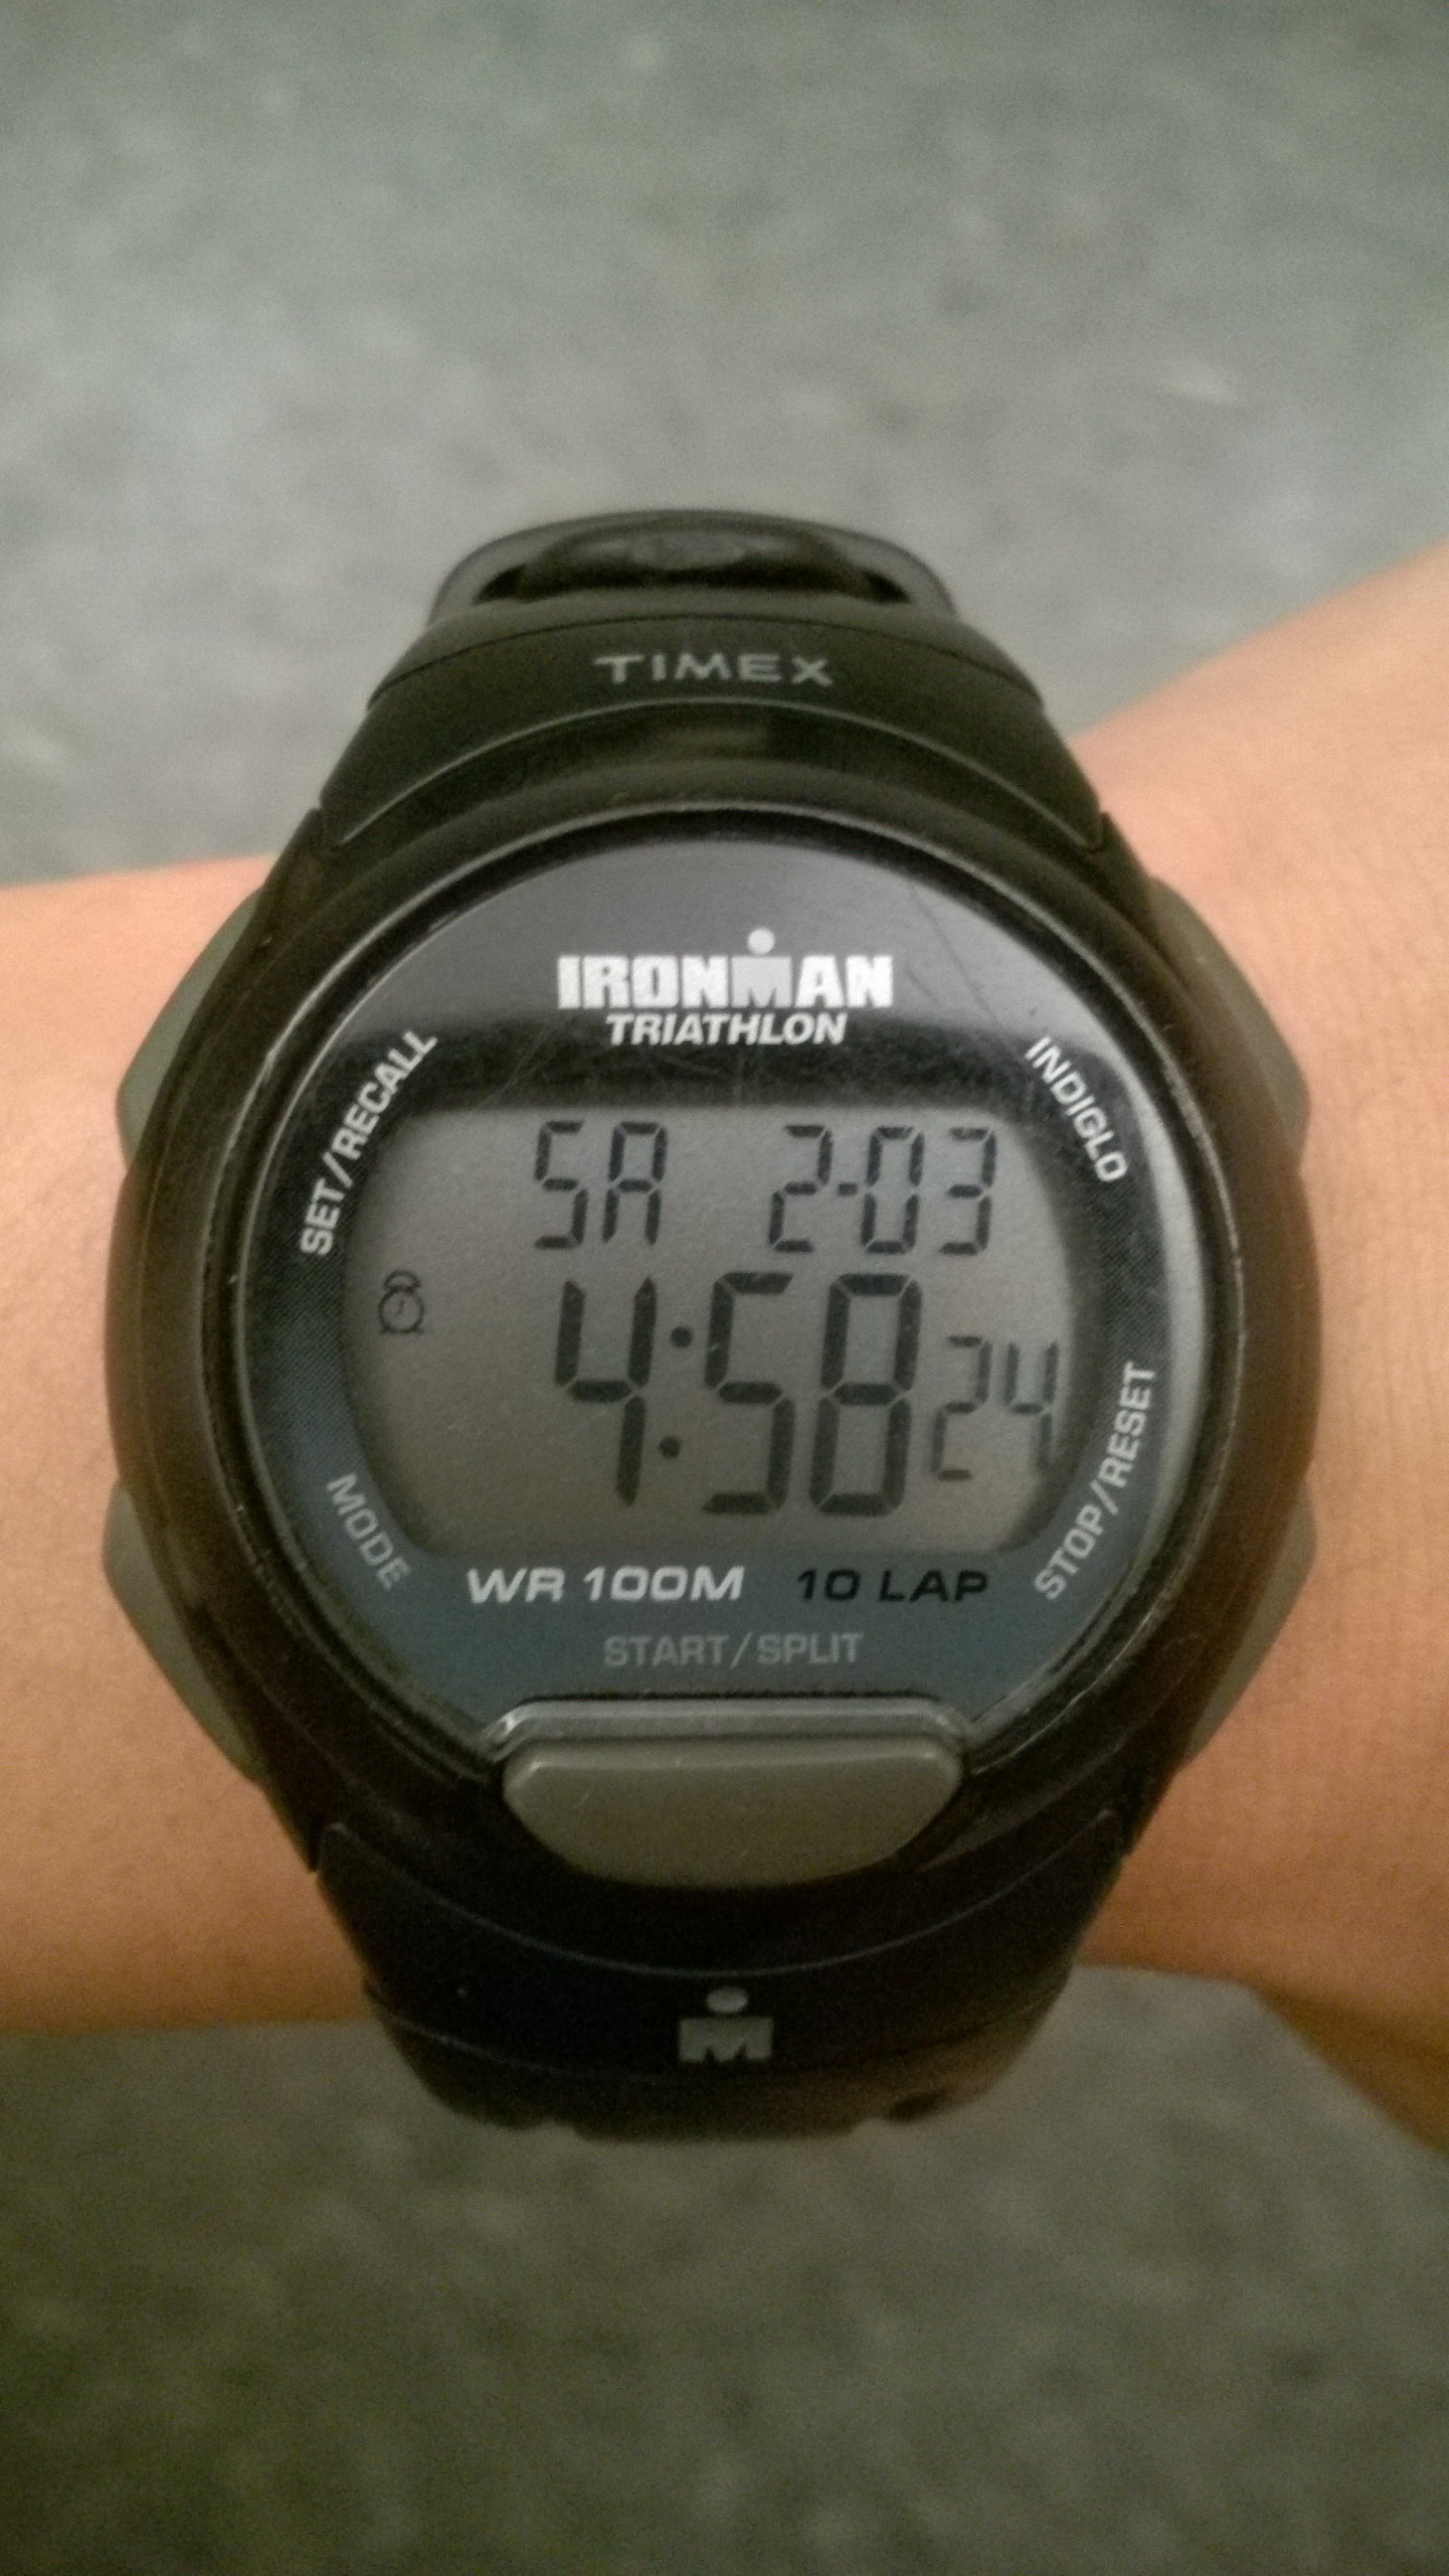 TIMEX
IRONMAN
TRIATHLON
SET/RECALL
INDIGLO
SA 2-03
4:58 24
MODE
STOP/RESET
WR 100M 10 LAP
START/SPLIT
M